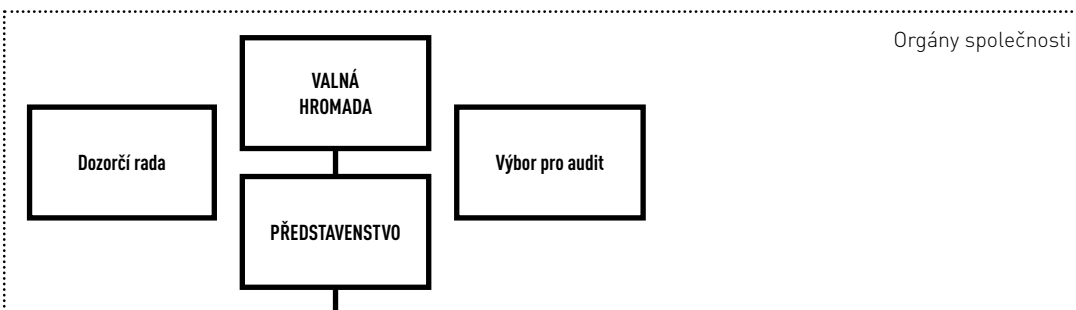 Orgány společnosti
VALNÁ
HROMADA
Dozorčí rada
Výbor pro audit
PŘEDSTAVENSTVO